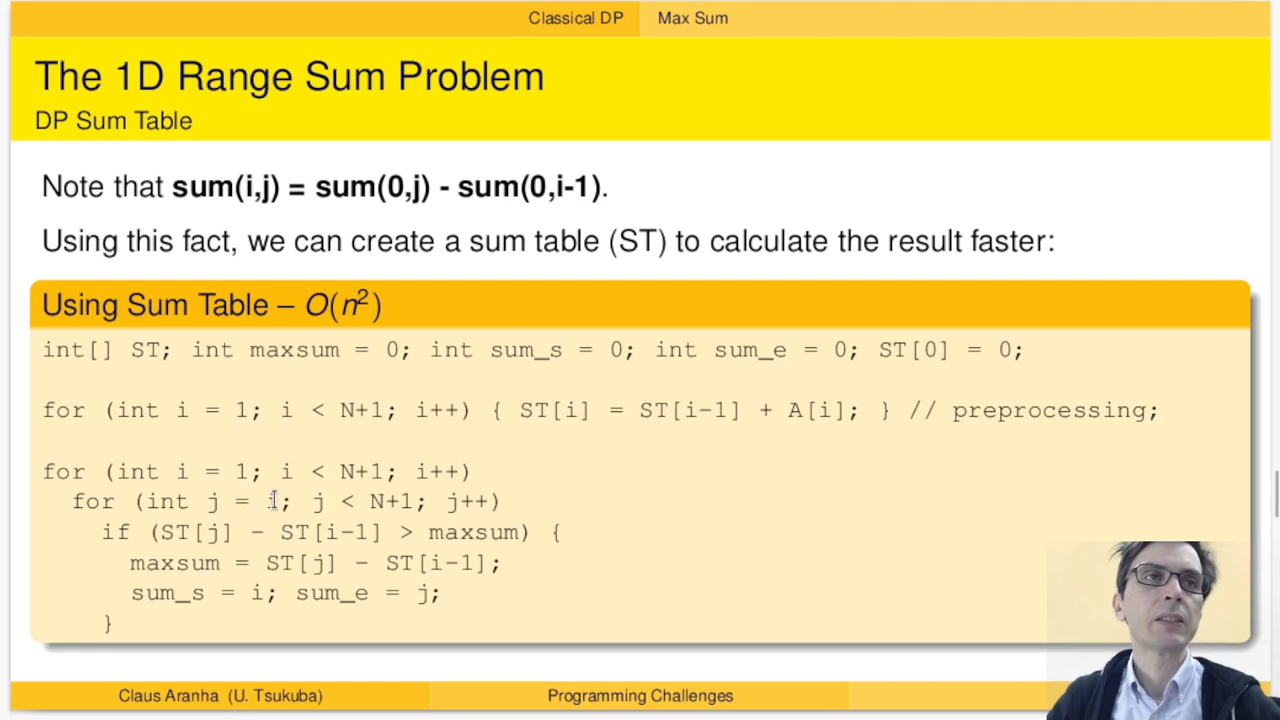 Classical DP Max Sum
The 1D Range Sum Problem
DP Sum Table
Note that sum(i,j) = sum(0,j) - sum(0,i-1).
Using this fact, we can create a sum table (ST) to calculate the result faster:
Using Sum Table – O(n²)
int[] ST; int maxsum = 0; int sum_s = 0; int sum_e = 0; ST[0] = 0;
for (int i = 1; i < N+1; i++) { ST[i] = ST[i-1] + A[i]; } // preprocessing;
for (int i = 1; i < N+1; i++)
for (int j = i; j < N+1; j++)
if (ST[j] - ST[i-1] > maxsum) {
maxsum = ST[j] - ST[i-1];
sum_s = i; sum_e = j;
}
Claus Aranha (U. Tsukuba) Programming Challenges